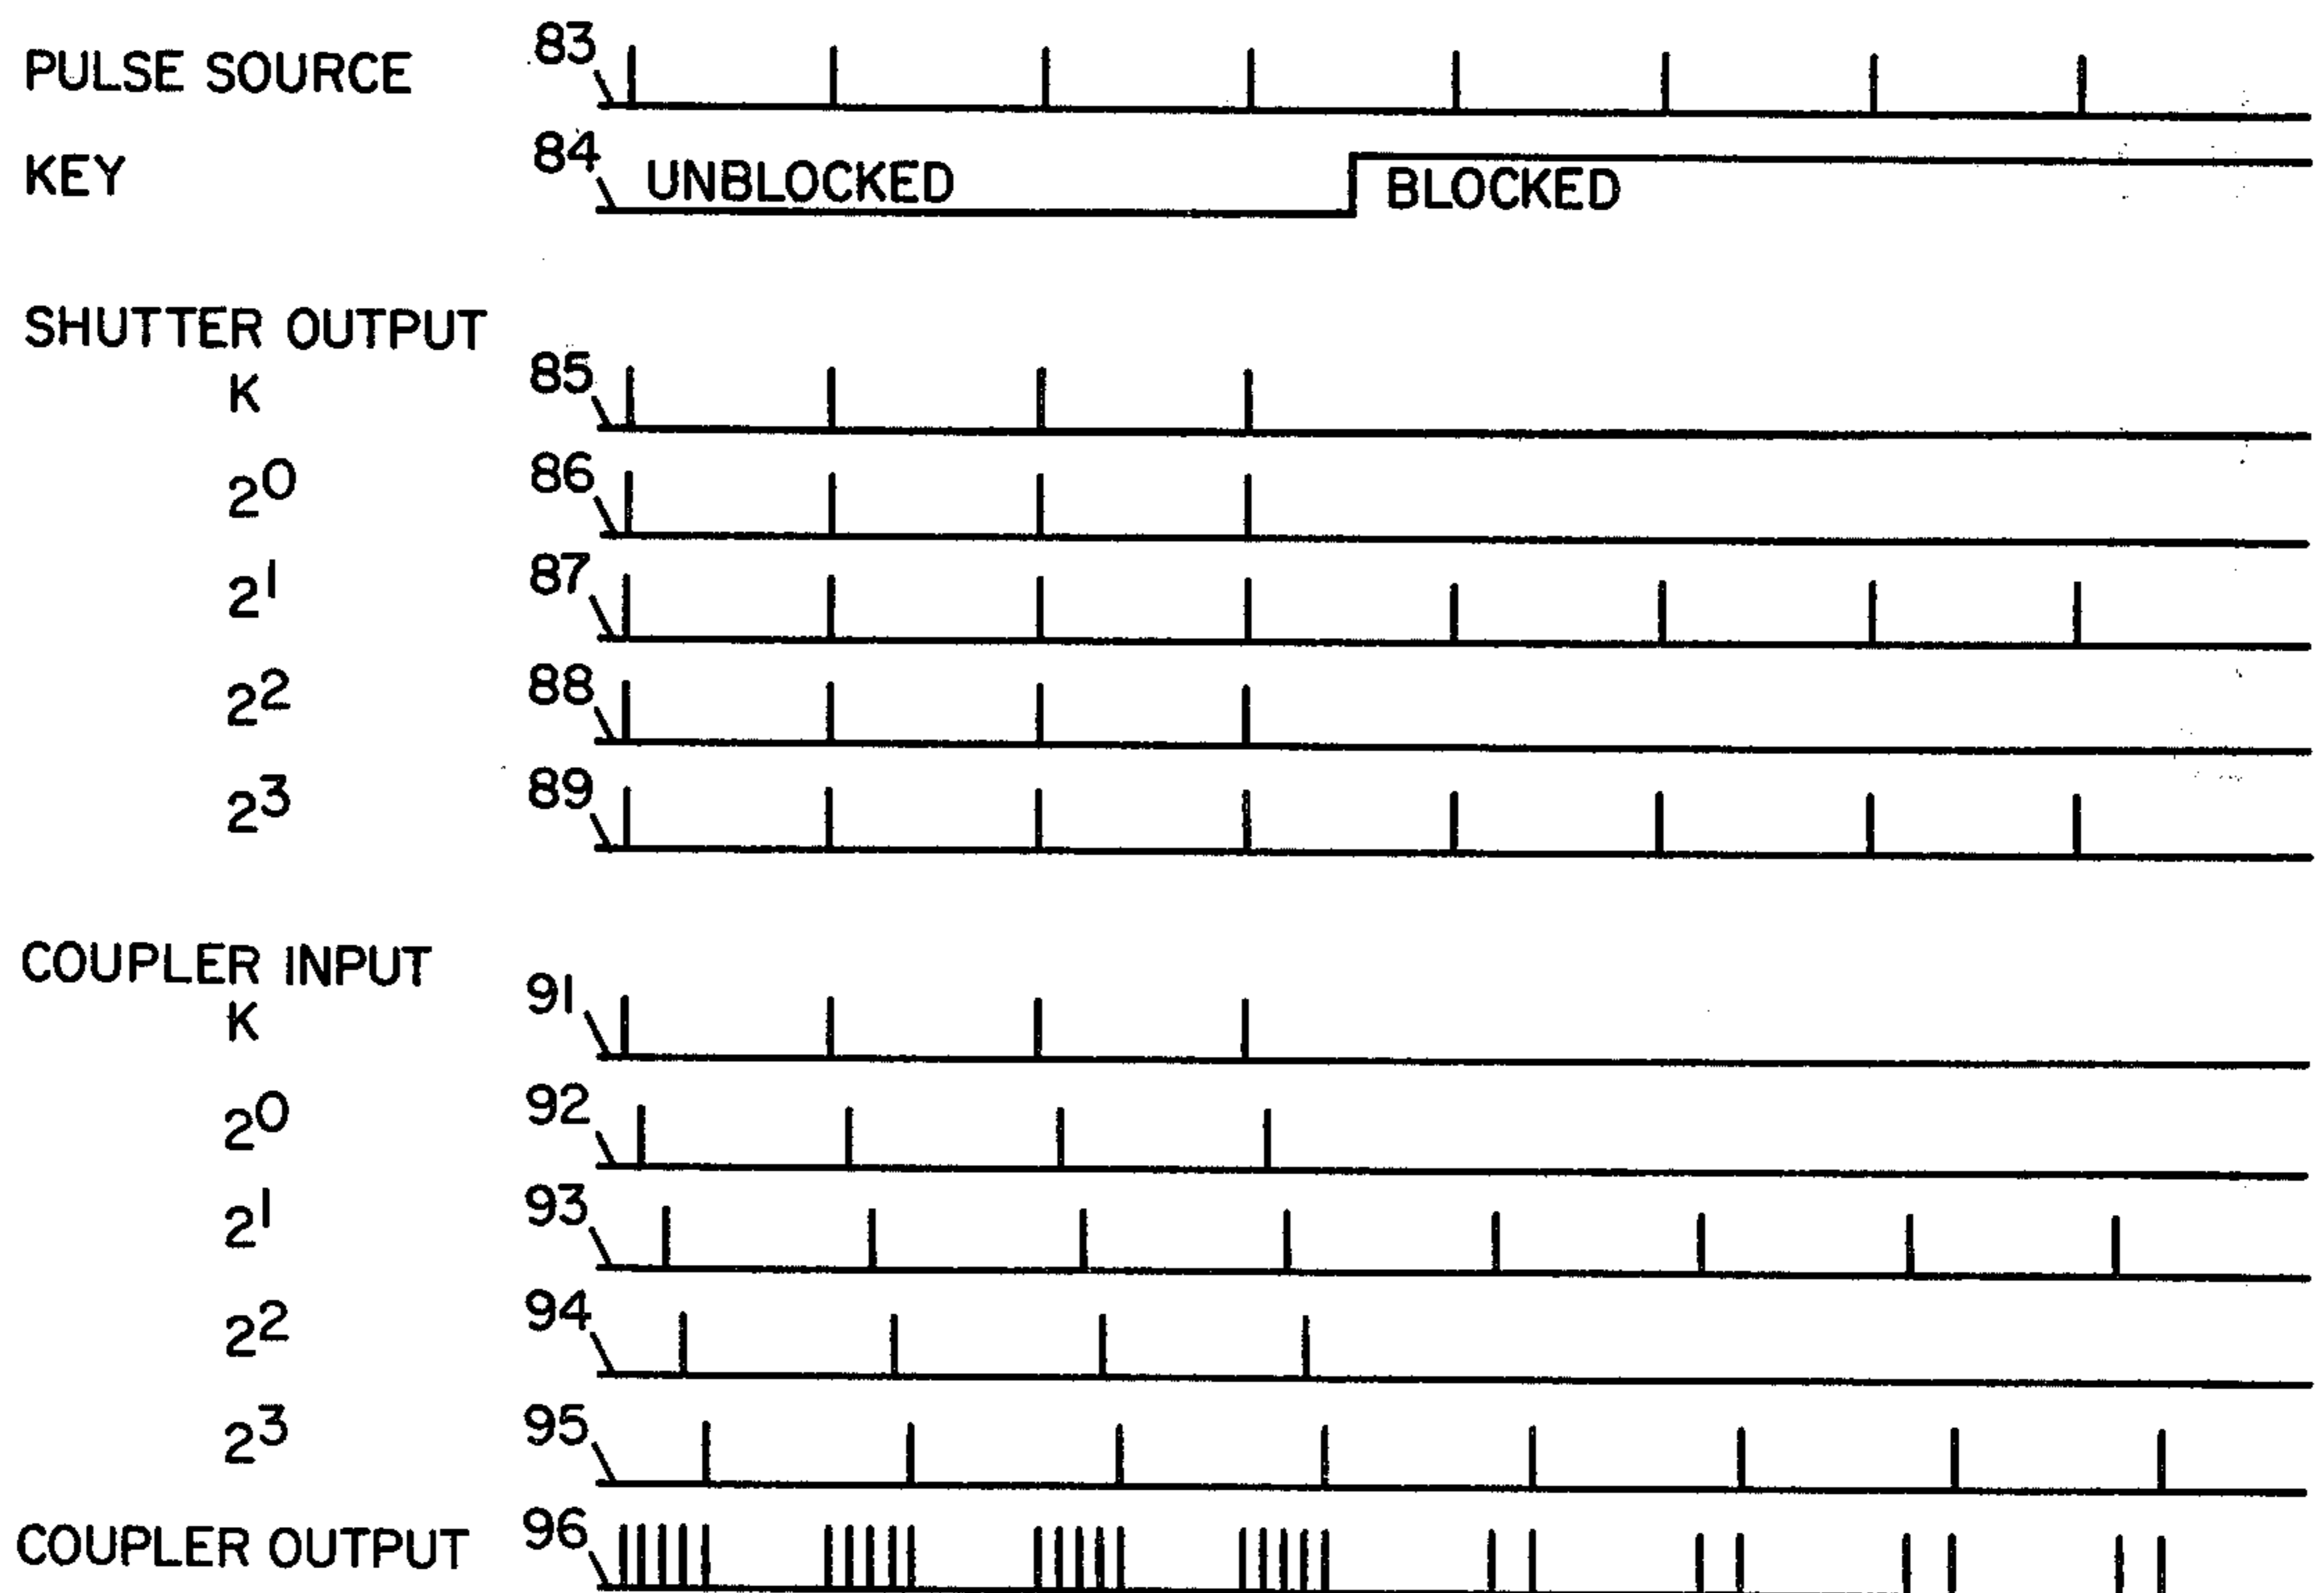 PULSE SOURCE 83
KEY 84 UNBLOCKED BLOCKED
SHUTTER OUTPUT
K 85
2⁰ 86
2¹ 87
2² 88
2³ 89
COUPLER INPUT
K 91
2⁰ 92
2¹ 93
2² 94
2³ 95
COUPLER OUTPUT 96